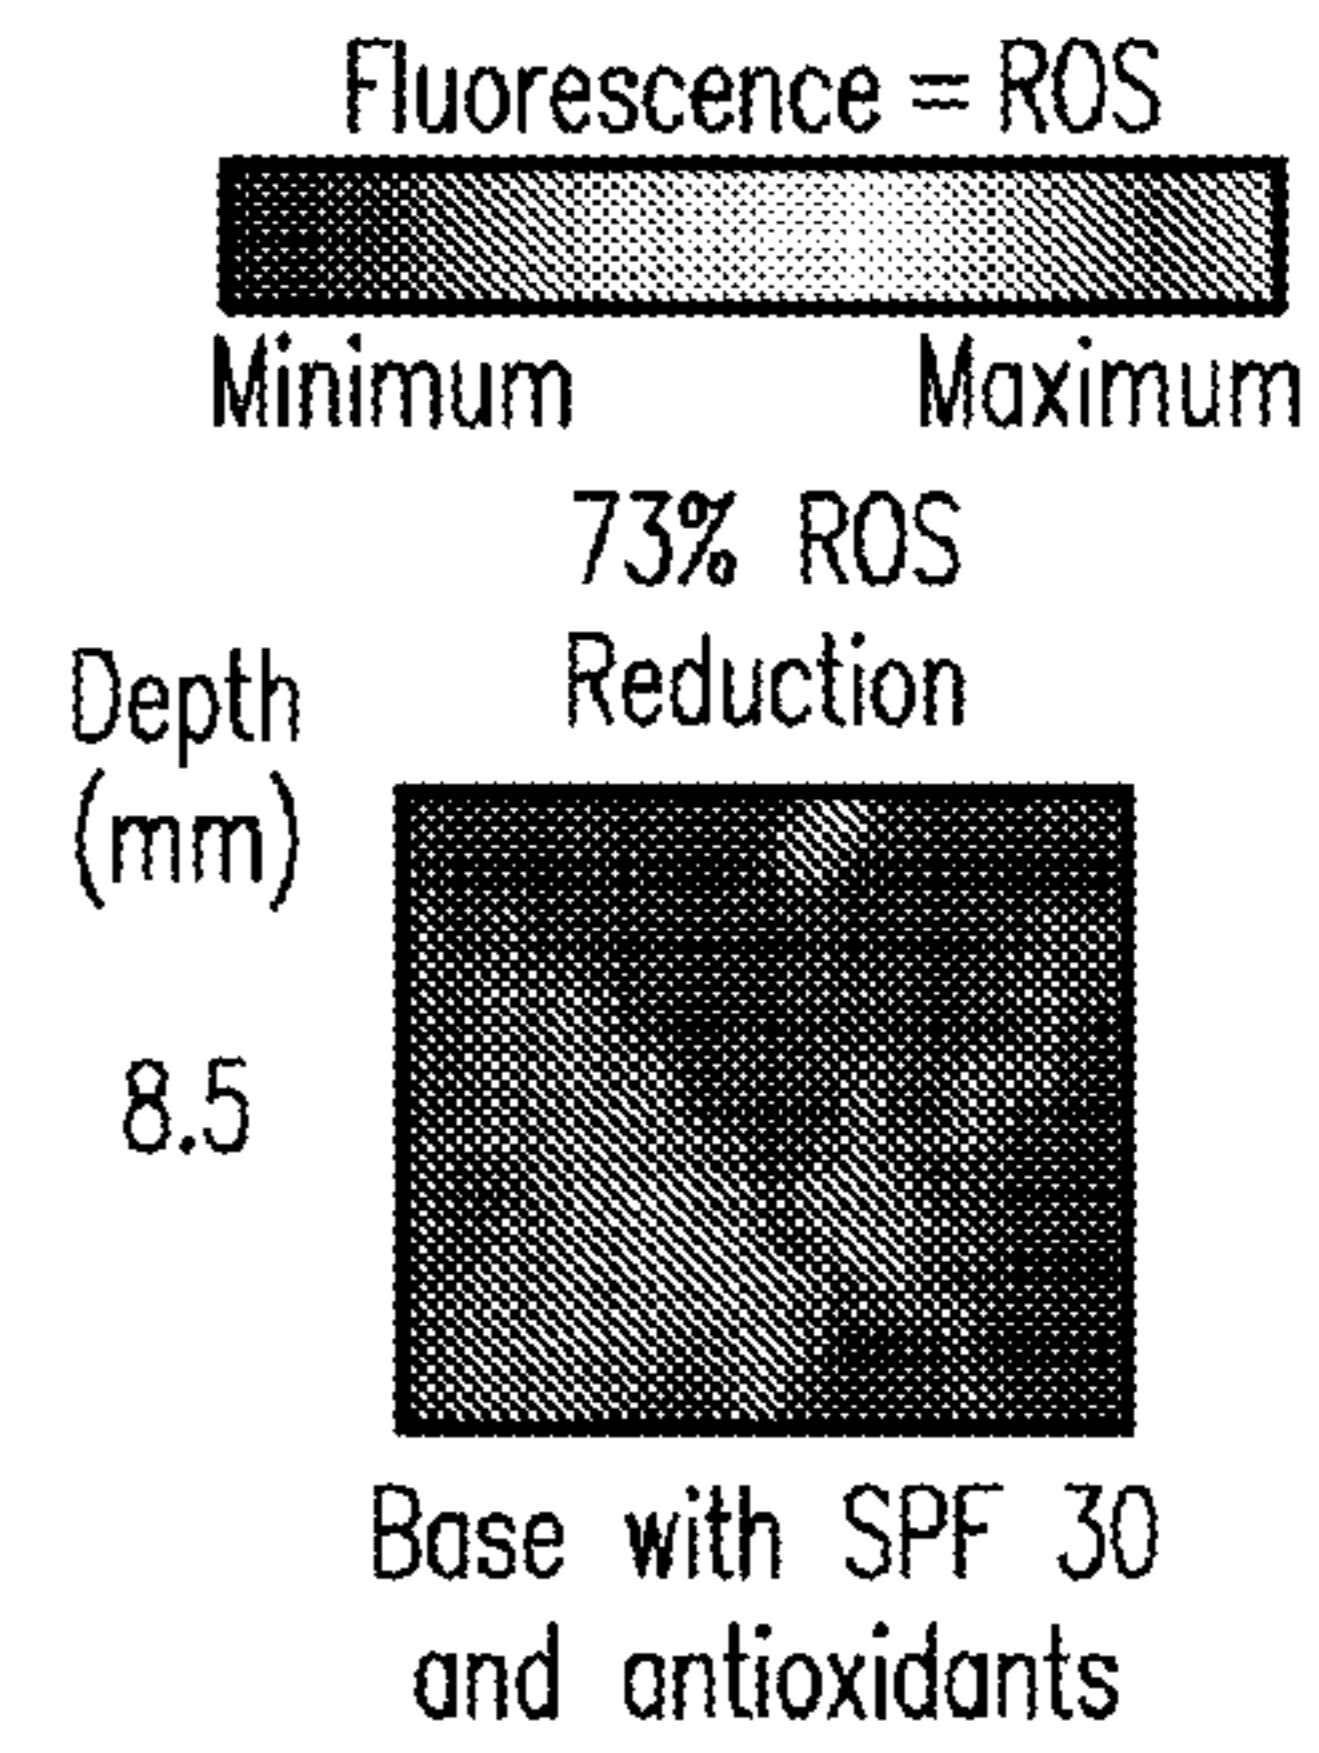 Fluorescence = ROS
Minimum Maximum
73% ROS
Reduction
Depth
(mm)
8.5
Base with SPF 30
and antioxidants